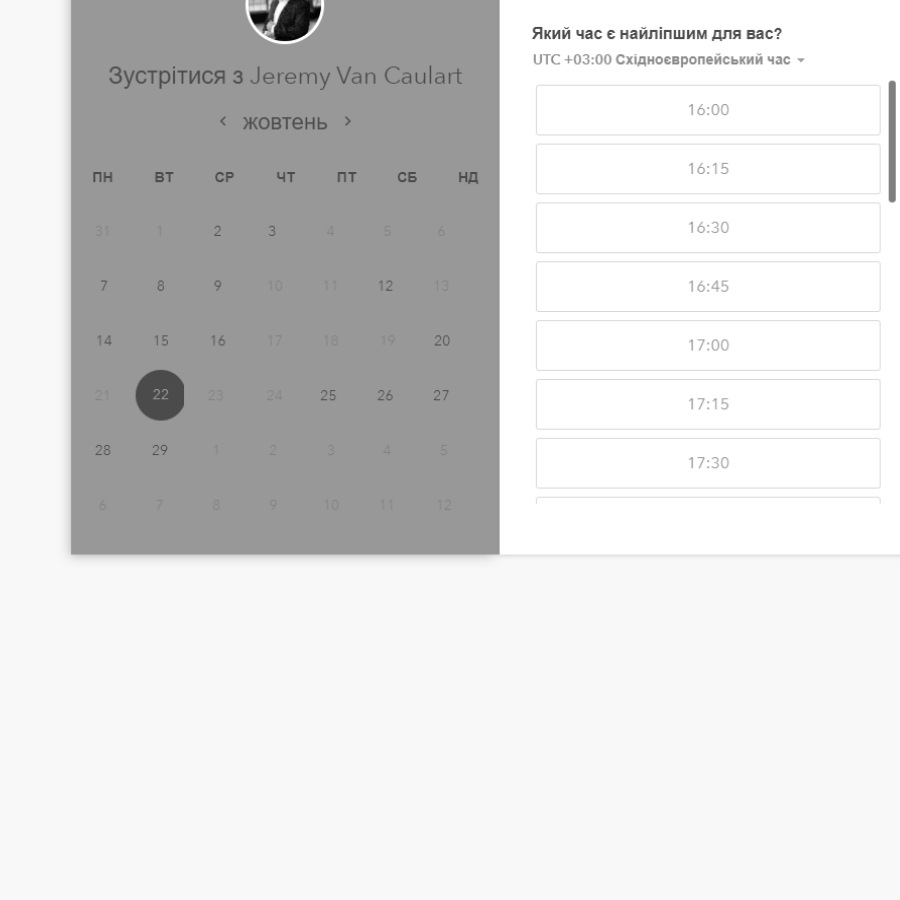 Зустрітися з Jeremy Van Caulart
жовтень
ПН ВТ СР ЧТ ПТ СБ НД
31 1 2 3 4 5 6
7 8 9 10 11 12 13
14 15 16 17 18 19 20
21 22 23 24 25 26 27
28 29 1 2 3 4 5
6 7 8 9 10 11 12
Який час є найліпшим для вас?
UTC +03:00 Східноєвропейський час
16:00
16:15
16:30
16:45
17:00
17:15
17:30